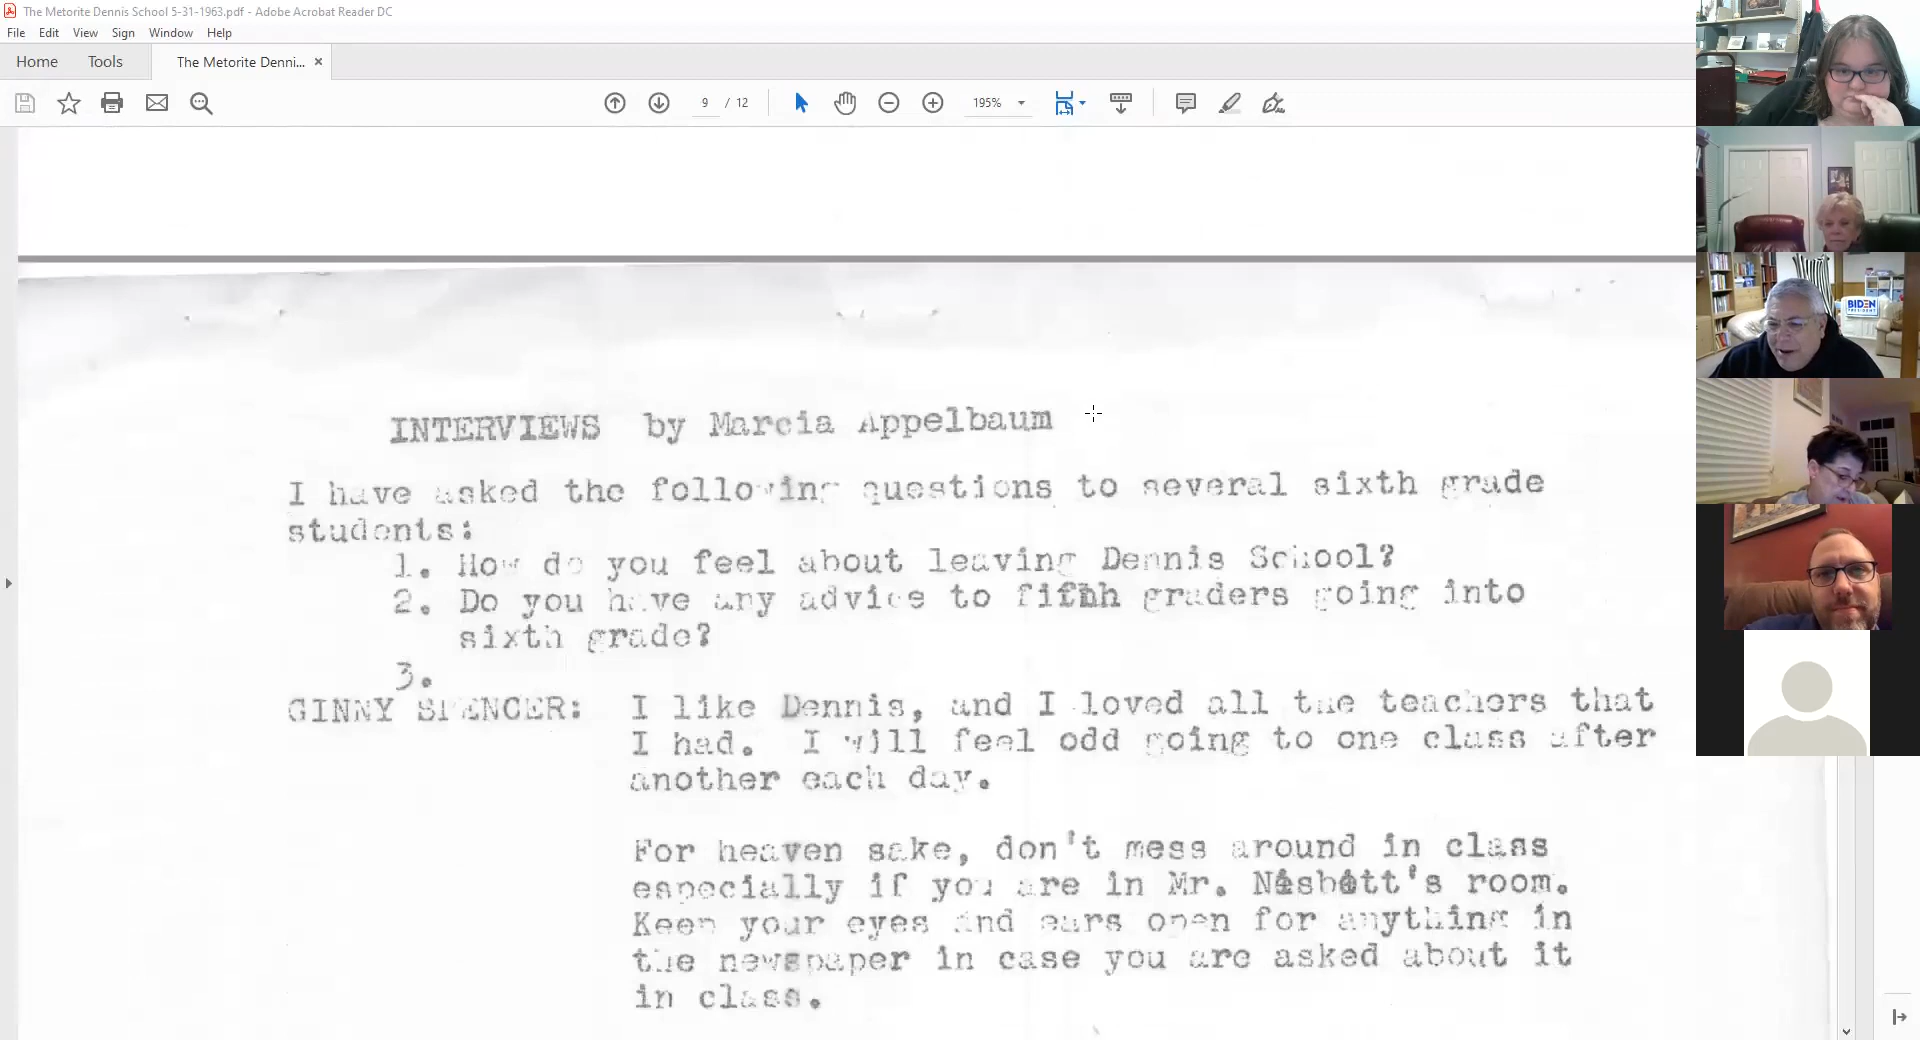 The Metorite Dennis School 5-31-1963.pdf - Adobe Acrobat Reader DC
File Edit View Sign Window Help
Home Tools The Metorite Denni... ×
9 / 12 195%
INTERVIEWS by Marcia Appelbaum
I have asked the following questions to several sixth grade
students:
1. How do you feel about leaving Dennis School?
2. Do you have any advice to fifhh graders going into
sixth grade?
3.
GINNY SPENCER: I like Dennis, and I loved all the teachers that
I had. I will feel odd going to one class after
another each day.
For heaven sake, don't mess around in class
especially if you are in Mr. Nesbitt's room.
Keep your eyes and ears open for anything in
the newspaper in case you are asked about it
in class.
BIDEN
PRESIDENT